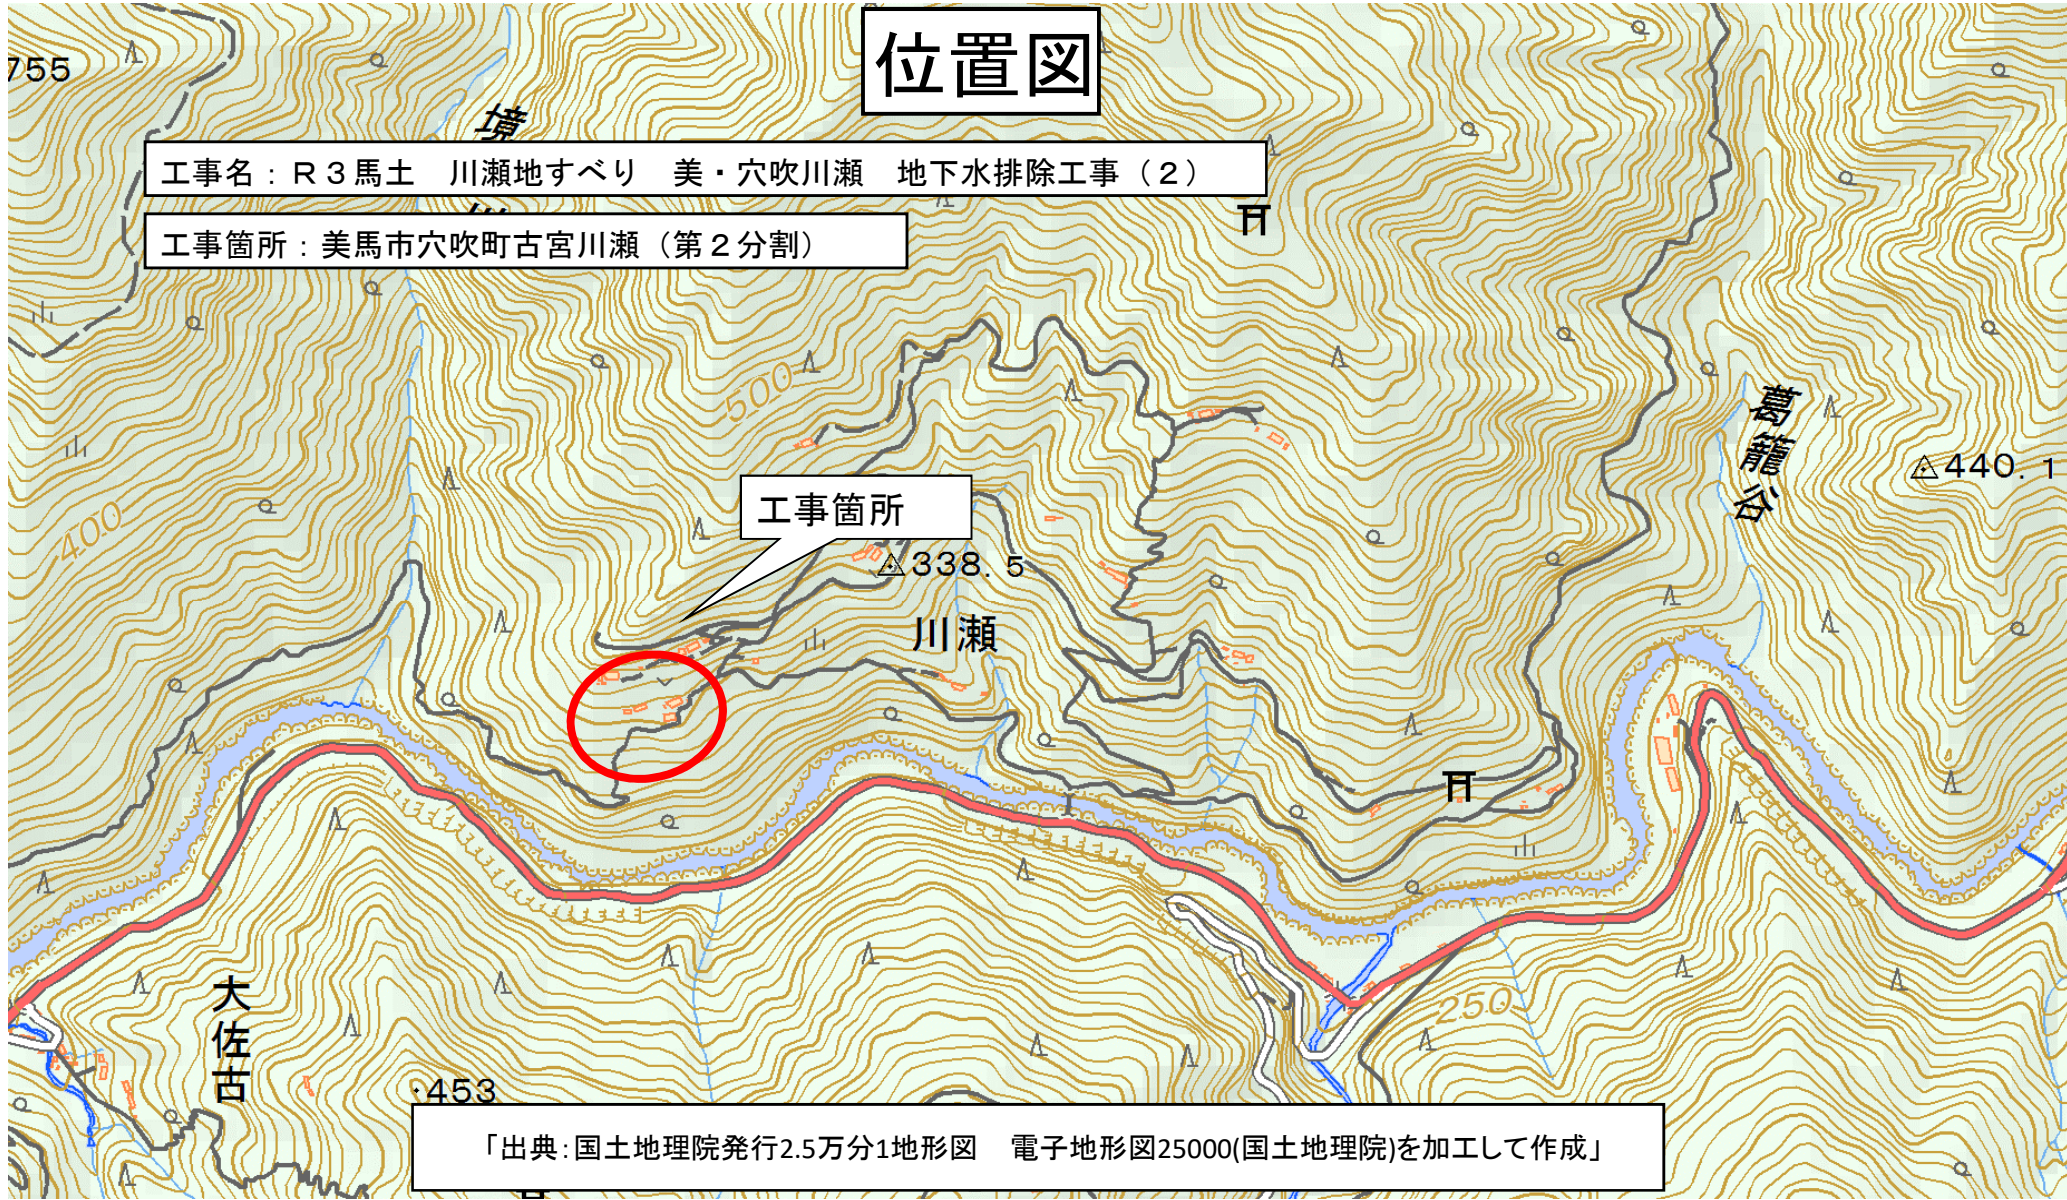 位置図
755
境
工事名：Ｒ３馬土　川瀬地すべり　美・穴吹川瀬　地下水排除工事（２）
工事箇所：美馬市穴吹町古宮川瀬（第２分割）
500
葛籠谷
440.1
400
工事箇所
338.5
川瀬
大佐古
250
453
「出典：国土地理院発行2.5万分1地形図　電子地形図25000(国土地理院)を加工して作成」